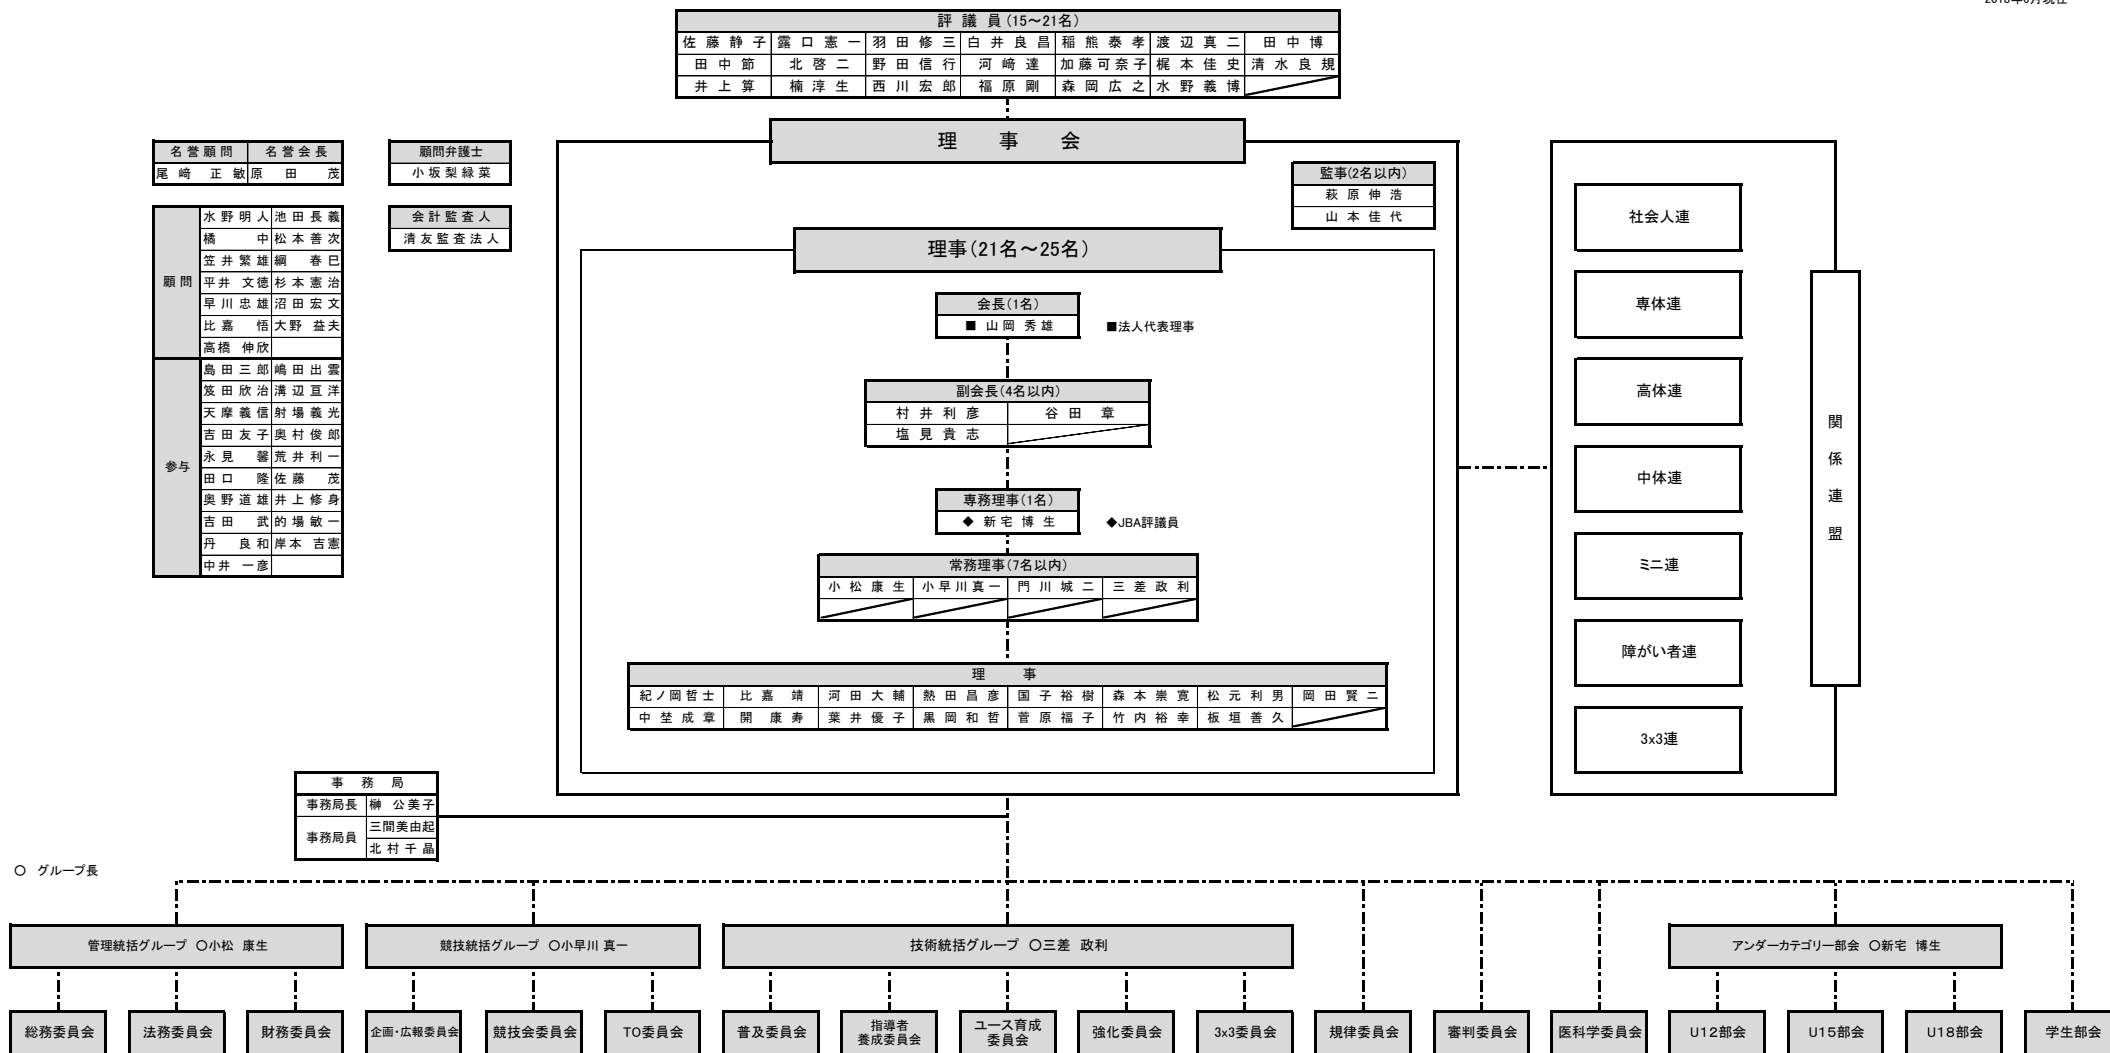 評議員(15～21名)
佐藤静子 露口憲一 羽田修三 白井良昌 稲熊泰孝 渡辺真二 田中博
田中節 北啓二 野田信行 河﨑達 加藤可奈子 梶本佳史 清水良規
井上算 楠淳生 西川宏郎 福原剛 森岡広之 水野義博
理事会
名誉顧問 名誉会長
尾﨑正敏 原田茂
顧問弁護士
小坂梨緑菜
会計監査人
清友監査法人
顧問
水野明人 池田長義
橘中 松本善次
笠井繁雄 綱春巳
平井文徳 杉本憲治
早川忠雄 沼田宏文
比嘉悟 大野益夫
高橋伸欣
参与
島田三郎 嶋田出雲
笈田欣治 溝辺亘洋
天摩義信 射場義光
吉田友子 奥村俊郎
永見馨 荒井利一
田口隆 佐藤茂
奥野道雄 井上修身
吉田武 的場敏一
丹良和 岸本吉憲
中井一彦
監事(2名以内)
萩原伸浩
山本佳代
理事(21名～25名)
会長(1名)
■ 山岡秀雄
■法人代表理事
副会長(4名以内)
村井利彦 谷田章
塩見貴志
専務理事(1名)
◆ 新宅博生
◆JBA評議員
常務理事(7名以内)
小松康生 小早川真一 門川城二 三差政利
理事
紀ノ岡哲士 比嘉靖 河田大輔 熱田昌彦 国子裕樹 森本崇寛 松元利男 岡田賢二
中埜成章 開康寿 葉井優子 黒岡和哲 菅原福子 竹内裕幸 板垣善久
社会人連
専体連
高体連
中体連
ミニ連
障がい者連
3x3連
関係連盟
事務局
事務局長 榊公美子
事務局員 三間美由起
北村千晶
○ グループ長
管理統括グループ ○小松 康生
競技統括グループ ○小早川 真一
技術統括グループ ○三差 政利
アンダーカテゴリー部会 ○新宅 博生
総務委員会
法務委員会
財務委員会
企画・広報委員会
競技会委員会
TO委員会
普及委員会
指導者
養成委員会
ユース育成
委員会
強化委員会
3x3委員会
規律委員会
審判委員会
医科学委員会
U12部会
U15部会
U18部会
学生部会